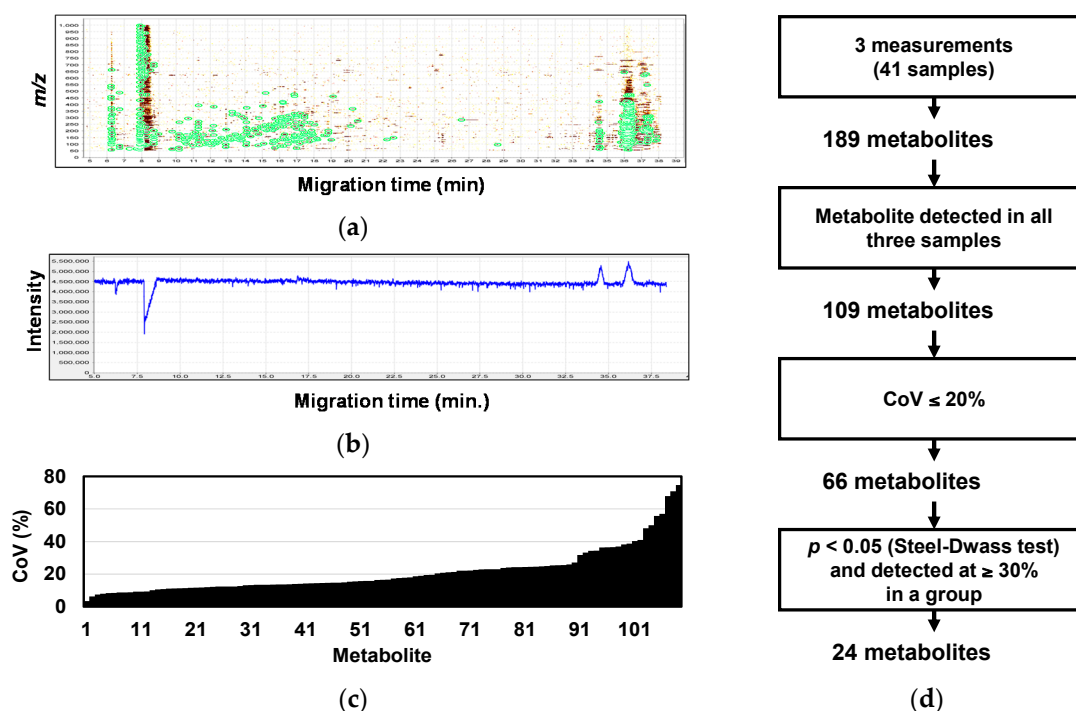 m/z
1,000
900
800
700
600
500
400
300
250
200
150
100
50
0
5 6 7 8 9 10 11 12 13 14 15 16 17 18 19 20 21 22 23 24 25 26 27 28 29 30 31 32 33 34 35 36 37 38 39
Migration time (min)
(a)
Intensity
5,500,000
5,000,000
4,500,000
4,000,000
3,500,000
3,000,000
2,500,000
2,000,000
1,500,000
1,000,000
500,000
0
5.0 7.5 10.0 12.5 15.0 17.5 20.0 22.5 25.0 27.5 30.0 32.5 35.0 37.5
Migration time (min.)
(b)
CoV (%)
80
60
40
20
0
1 11 21 31 41 51 61 71 81 91 101
Metabolite
(c)
3 measurements
(41 samples)
189 metabolites
Metabolite detected in all
three samples
109 metabolites
CoV ≤ 20%
66 metabolites
p < 0.05 (Steel-Dwass test)
and detected at ≥ 30%
in a group
24 metabolites
(d)